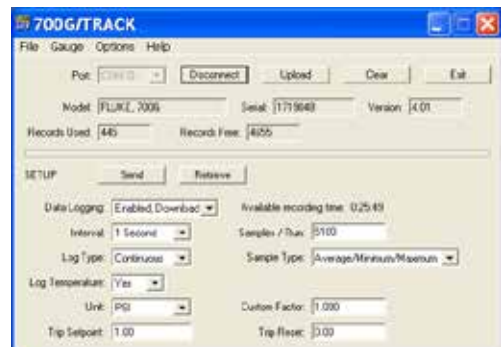 700G/TRACK
File Gauge Options Help
Port: Disconnect Upload Clear Exit
Model: FLUKE, 700G Serial: 1719848 Version: 4.01
Records Used: 445 Records Free: 4655
SETUP Send Retrieve
Data Logging: Enabled, Download Available recording time: 0:25:49
Interval: 1 Second Samples / Run: 5100
Log Type: Continuous Sample Type: Average/Minimum/Maximum
Log Temperature: Yes
Unit: PSI Custom Factor: 1.000
Trip Setpoint: 1.00 Trip Reset: 0.00